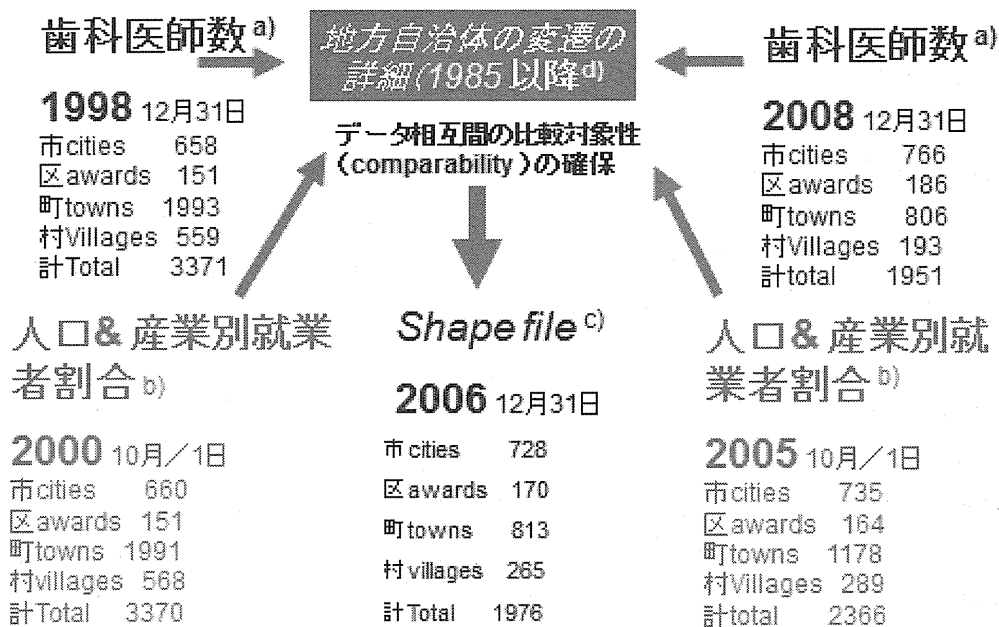 歯科医師数 a)
1998 12月31日
市cities 658
区awards 151
町towns 1993
村Villages 559
計Total 3371
人口& 産業別就業
者割合 b)
2000 10月／1日
市cities 660
区awards 151
町towns 1991
村villages 568
計Total 3370
地方自治体の変遷の
詳細(1985 以降d)
データ相互間の比較対象性
(comparability)の確保
Shape file c)
2006 12月31日
市cities 728
区awards 170
町towns 813
村villages 265
計Total 1976
歯科医師数 a)
2008 12月31日
市cities 766
区awards 186
町towns 806
村Villages 193
計total 1951
人口& 産業別就
業者割合 b)
2005 10月／1日
市cities 735
区awards 164
町towns 1178
村Villages 289
計total 2366